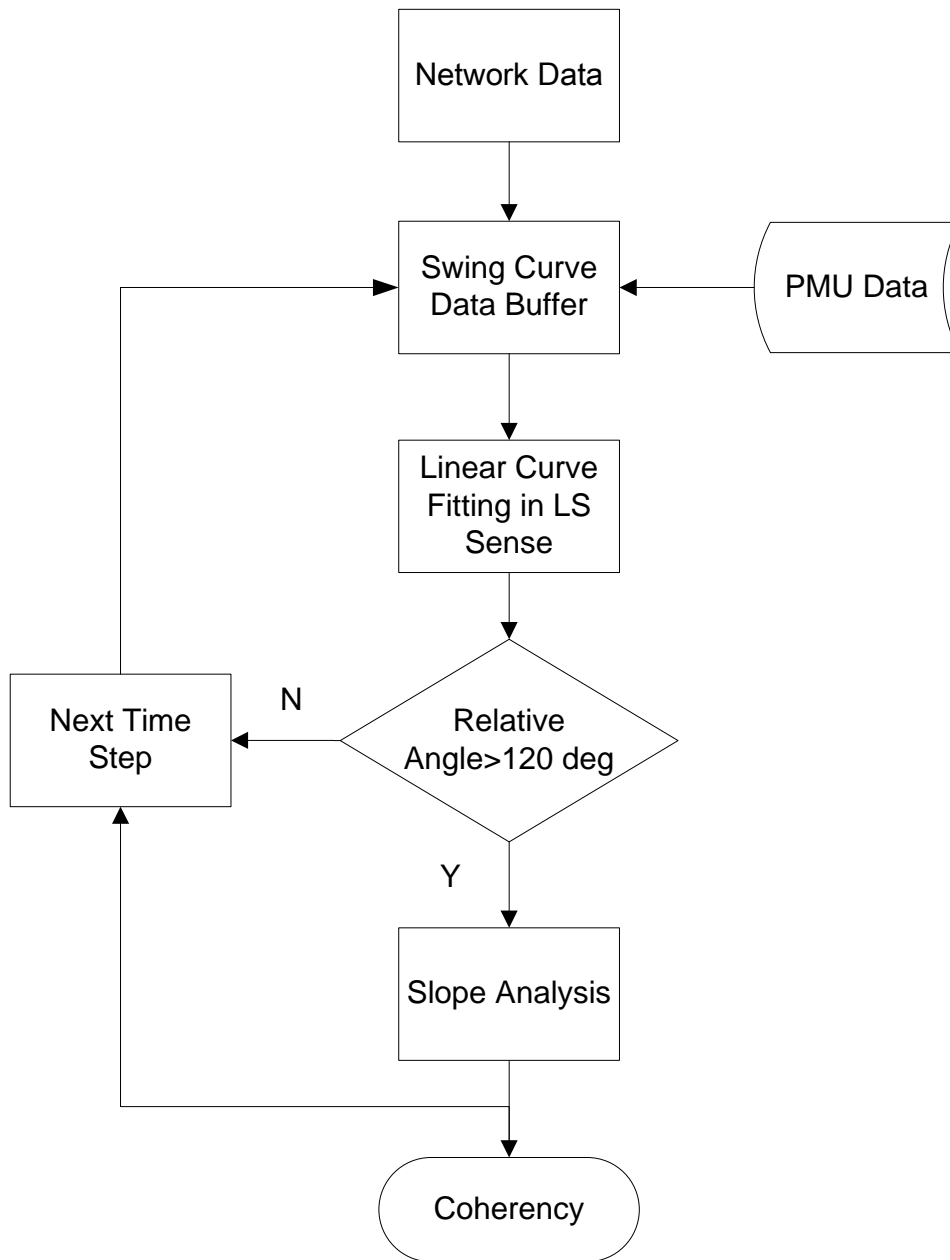 Network Data
Swing Curve
Data Buffer
PMU Data
Linear Curve
Fitting in LS
Sense
Next Time
Step
N
Relative
Angle>120 deg
Y
Slope Analysis
Coherency